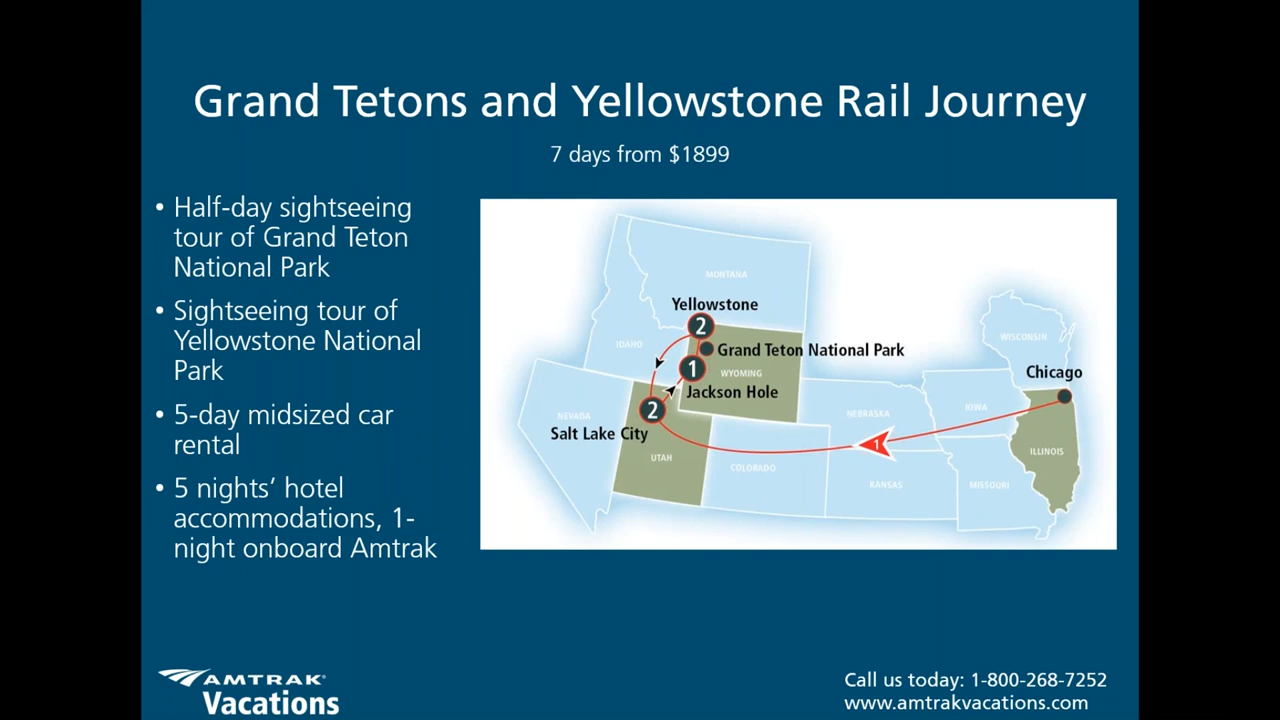 Grand Tetons and Yellowstone Rail Journey
7 days from $1899
• Half-day sightseeing
tour of Grand Teton
National Park
• Sightseeing tour of
Yellowstone National
Park
• 5-day midsized car
rental
• 5 nights’ hotel
accommodations, 1-
night onboard Amtrak
MONTANA
Yellowstone
2
IDAHO
Grand Teton National Park
1
WYOMING
Jackson Hole
WISCONSIN
Chicago
NEVADA
2
Salt Lake City
UTAH
COLORADO
NEBRASKA
IOWA
1
KANSAS
MISSOURI
ILLINOIS
AMTRAK®
Vacations
Call us today: 1-800-268-7252
www.amtrakvacations.com